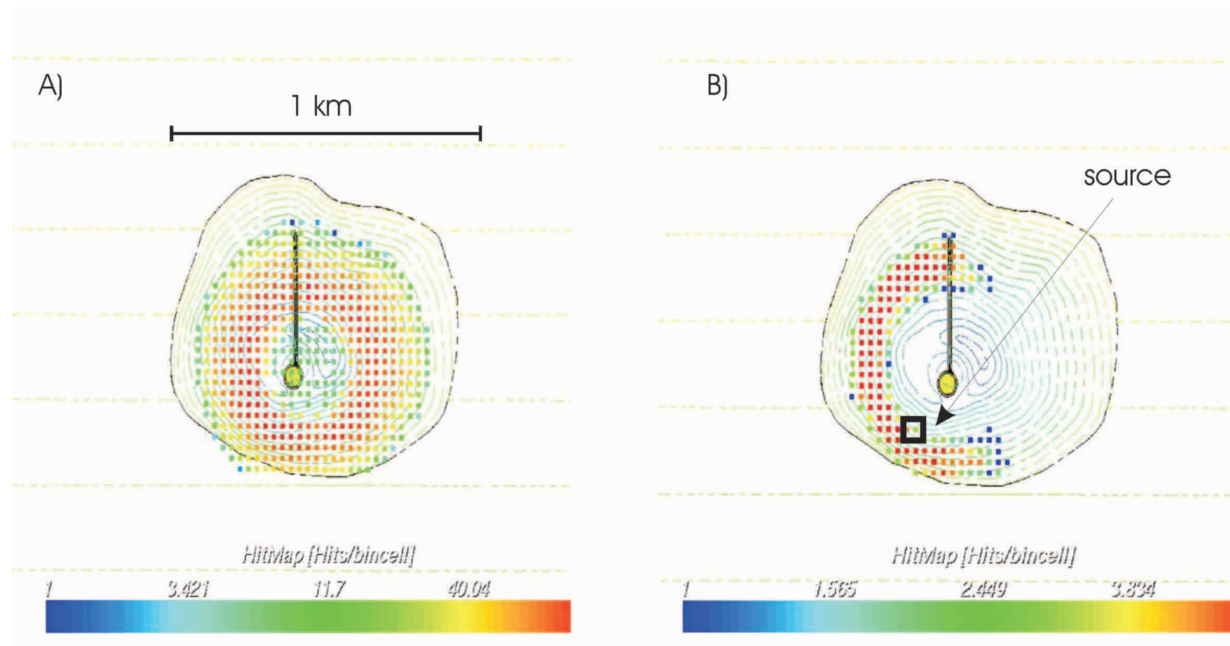 A)
1 km
B)
source
HitMap [Hits/bincell]
1 3.421 11.7 40.04
HitMap [Hits/bincell]
1 1.565 2.449 3.834